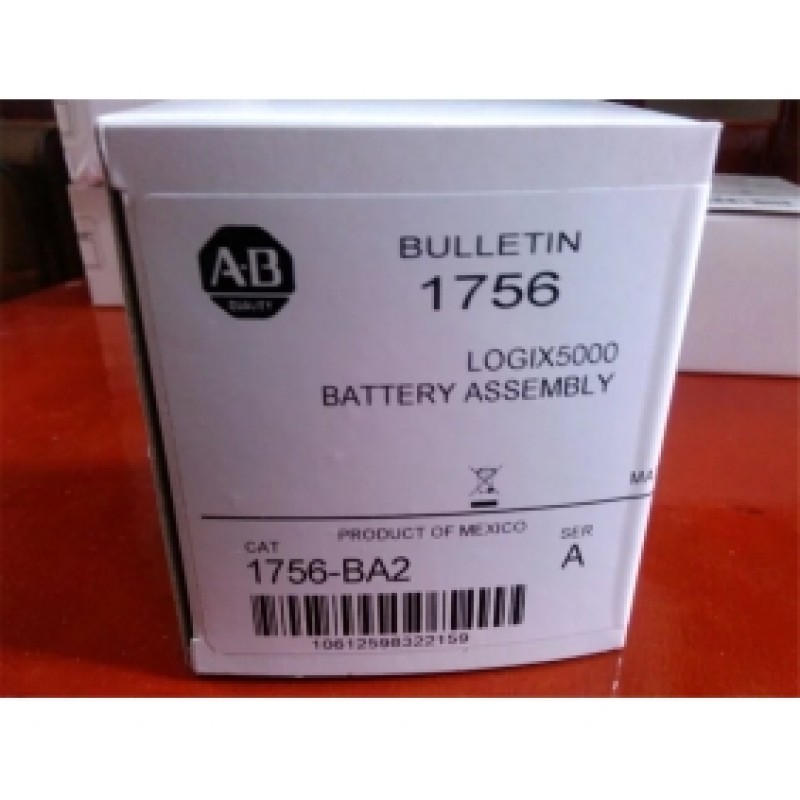 A-B
QUALITY
BULLETIN
1756
LOGIX5000
BATTERY ASSEMBLY
MA
PRODUCT OF MEXICO
CAT
SER
1756-BA2
A
10612598322159